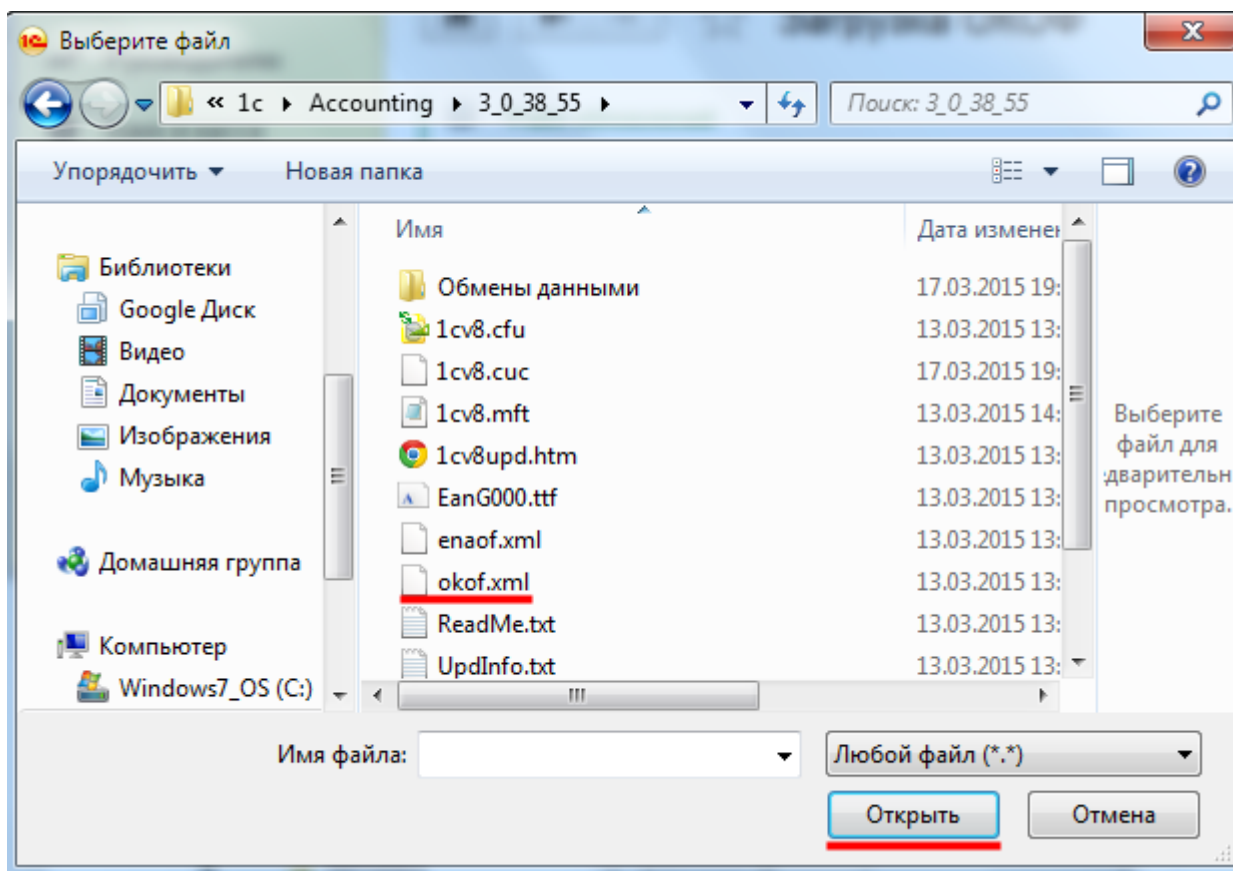 Загрузка ОКОФ
Выберите файл
« 1c ▸ Accounting ▸ 3_0_38_55 ▸
Поиск: 3_0_38_55
Упорядочить
Новая папка
Имя
Дата изменен
Библиотеки
Google Диск
Видео
Документы
Изображения
Музыка
Домашняя группа
Компьютер
Windows7_OS (C:)
Обмены данными 17.03.2015 19:
1cv8.cfu 13.03.2015 13:
1cv8.cuc 17.03.2015 19:
1cv8.mft 13.03.2015 14:
1cv8upd.htm 13.03.2015 13:
EanG000.ttf 13.03.2015 13:
enaof.xml 13.03.2015 13:
okof.xml 13.03.2015 13:
ReadMe.txt 13.03.2015 13:
UpdInfo.txt 13.03.2015 13:
Выберите
файл для
дварительн
просмотра.
Имя файла:
Любой файл (*.*)
Открыть
Отмена